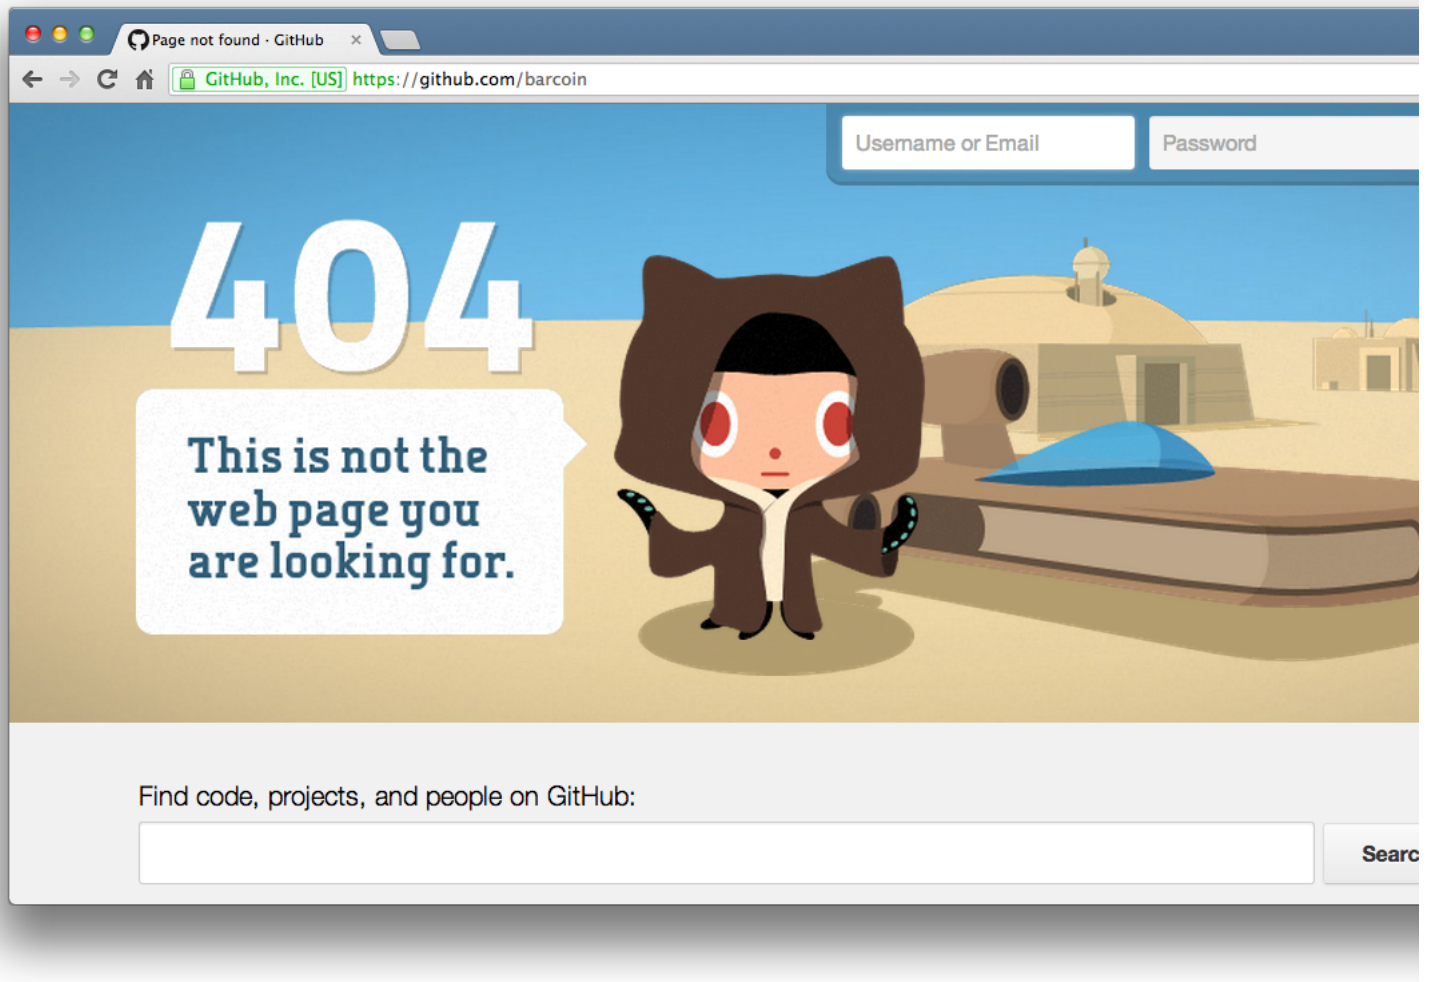 Page not found · GitHub
GitHub, Inc. [US] https://github.com/barcoin
Username or Email Password
404
This is not the
web page you
are looking for.
Find code, projects, and people on GitHub:
Searc